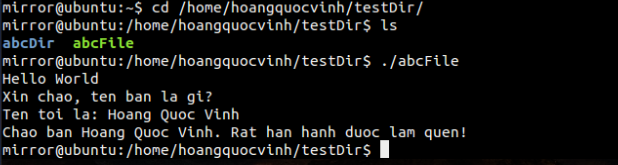 mirror@ubuntu:~$ cd /home/hoangquocvinh/testDir/
mirror@ubuntu:/home/hoangquocvinh/testDir$ ls
abcDir  abcFile
mirror@ubuntu:/home/hoangquocvinh/testDir$ ./abcFile
Hello World
Xin chao, ten ban la gi?
Ten toi la: Hoang Quoc Vinh
Chao ban Hoang Quoc Vinh. Rat han hanh duoc lam quen!
mirror@ubuntu:/home/hoangquocvinh/testDir$